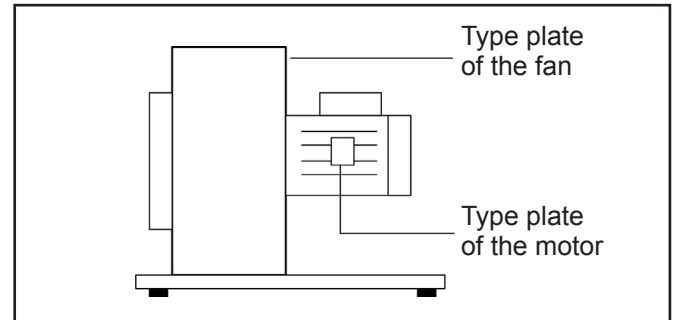 Type plate
of the fan
Type plate
of the motor